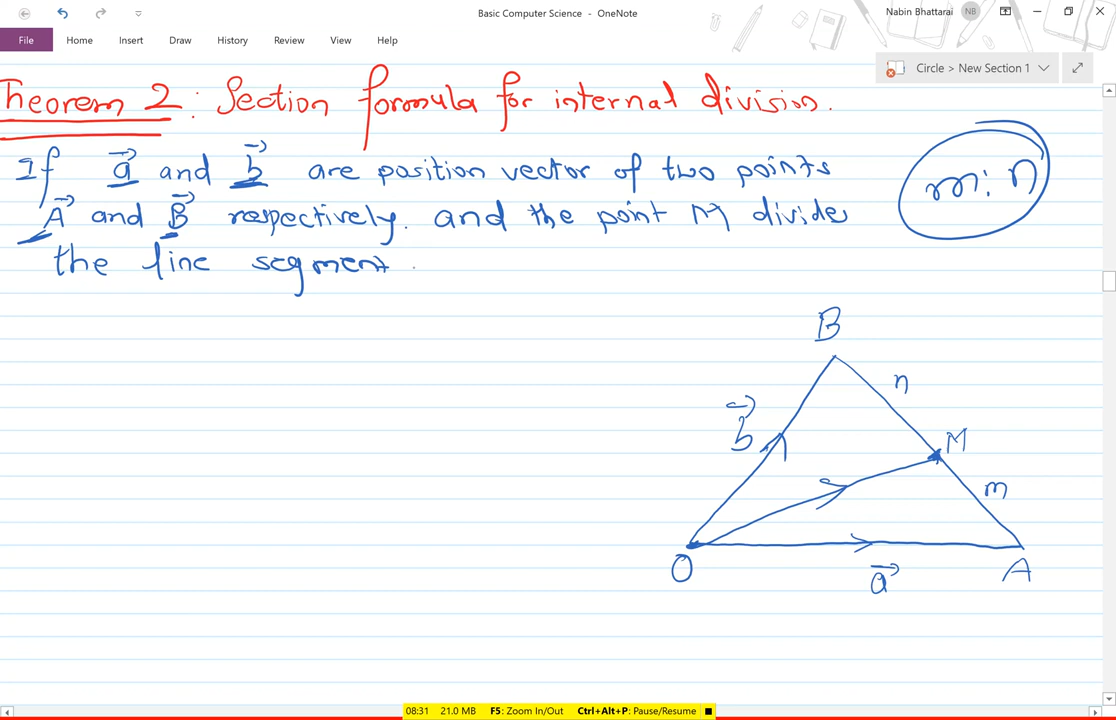 Basic Computer Science - OneNote
Nabin Bhattarai NB
File Home Insert Draw History Review View Help
Circle > New Section 1
Theorem 2 : Section formula for internal division.
If a⃗ and b⃗ are position vector of two points
A⃗ and B⃗ respectively. and the point M divides
the line segment
m:n
B
n
b⃗
M
m
O
a⃗
A
08:31 21.0 MB F5: Zoom In/Out Ctrl+Alt+P: Pause/Resume